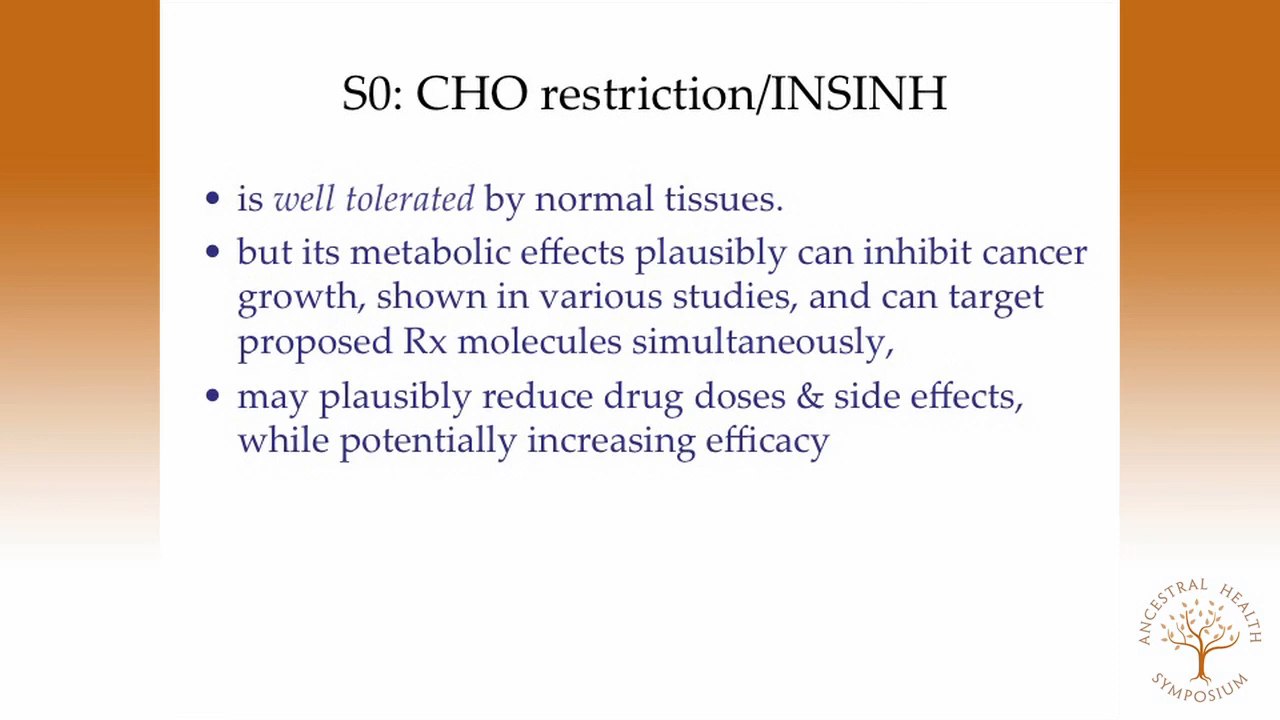 S0: CHO restriction/INSINH
• is well tolerated by normal tissues.
• but its metabolic effects plausibly can inhibit cancer
growth, shown in various studies, and can target
proposed Rx molecules simultaneously,
• may plausibly reduce drug doses & side effects,
while potentially increasing efficacy
ANCESTRAL HEALTH
SYMPOSIUM